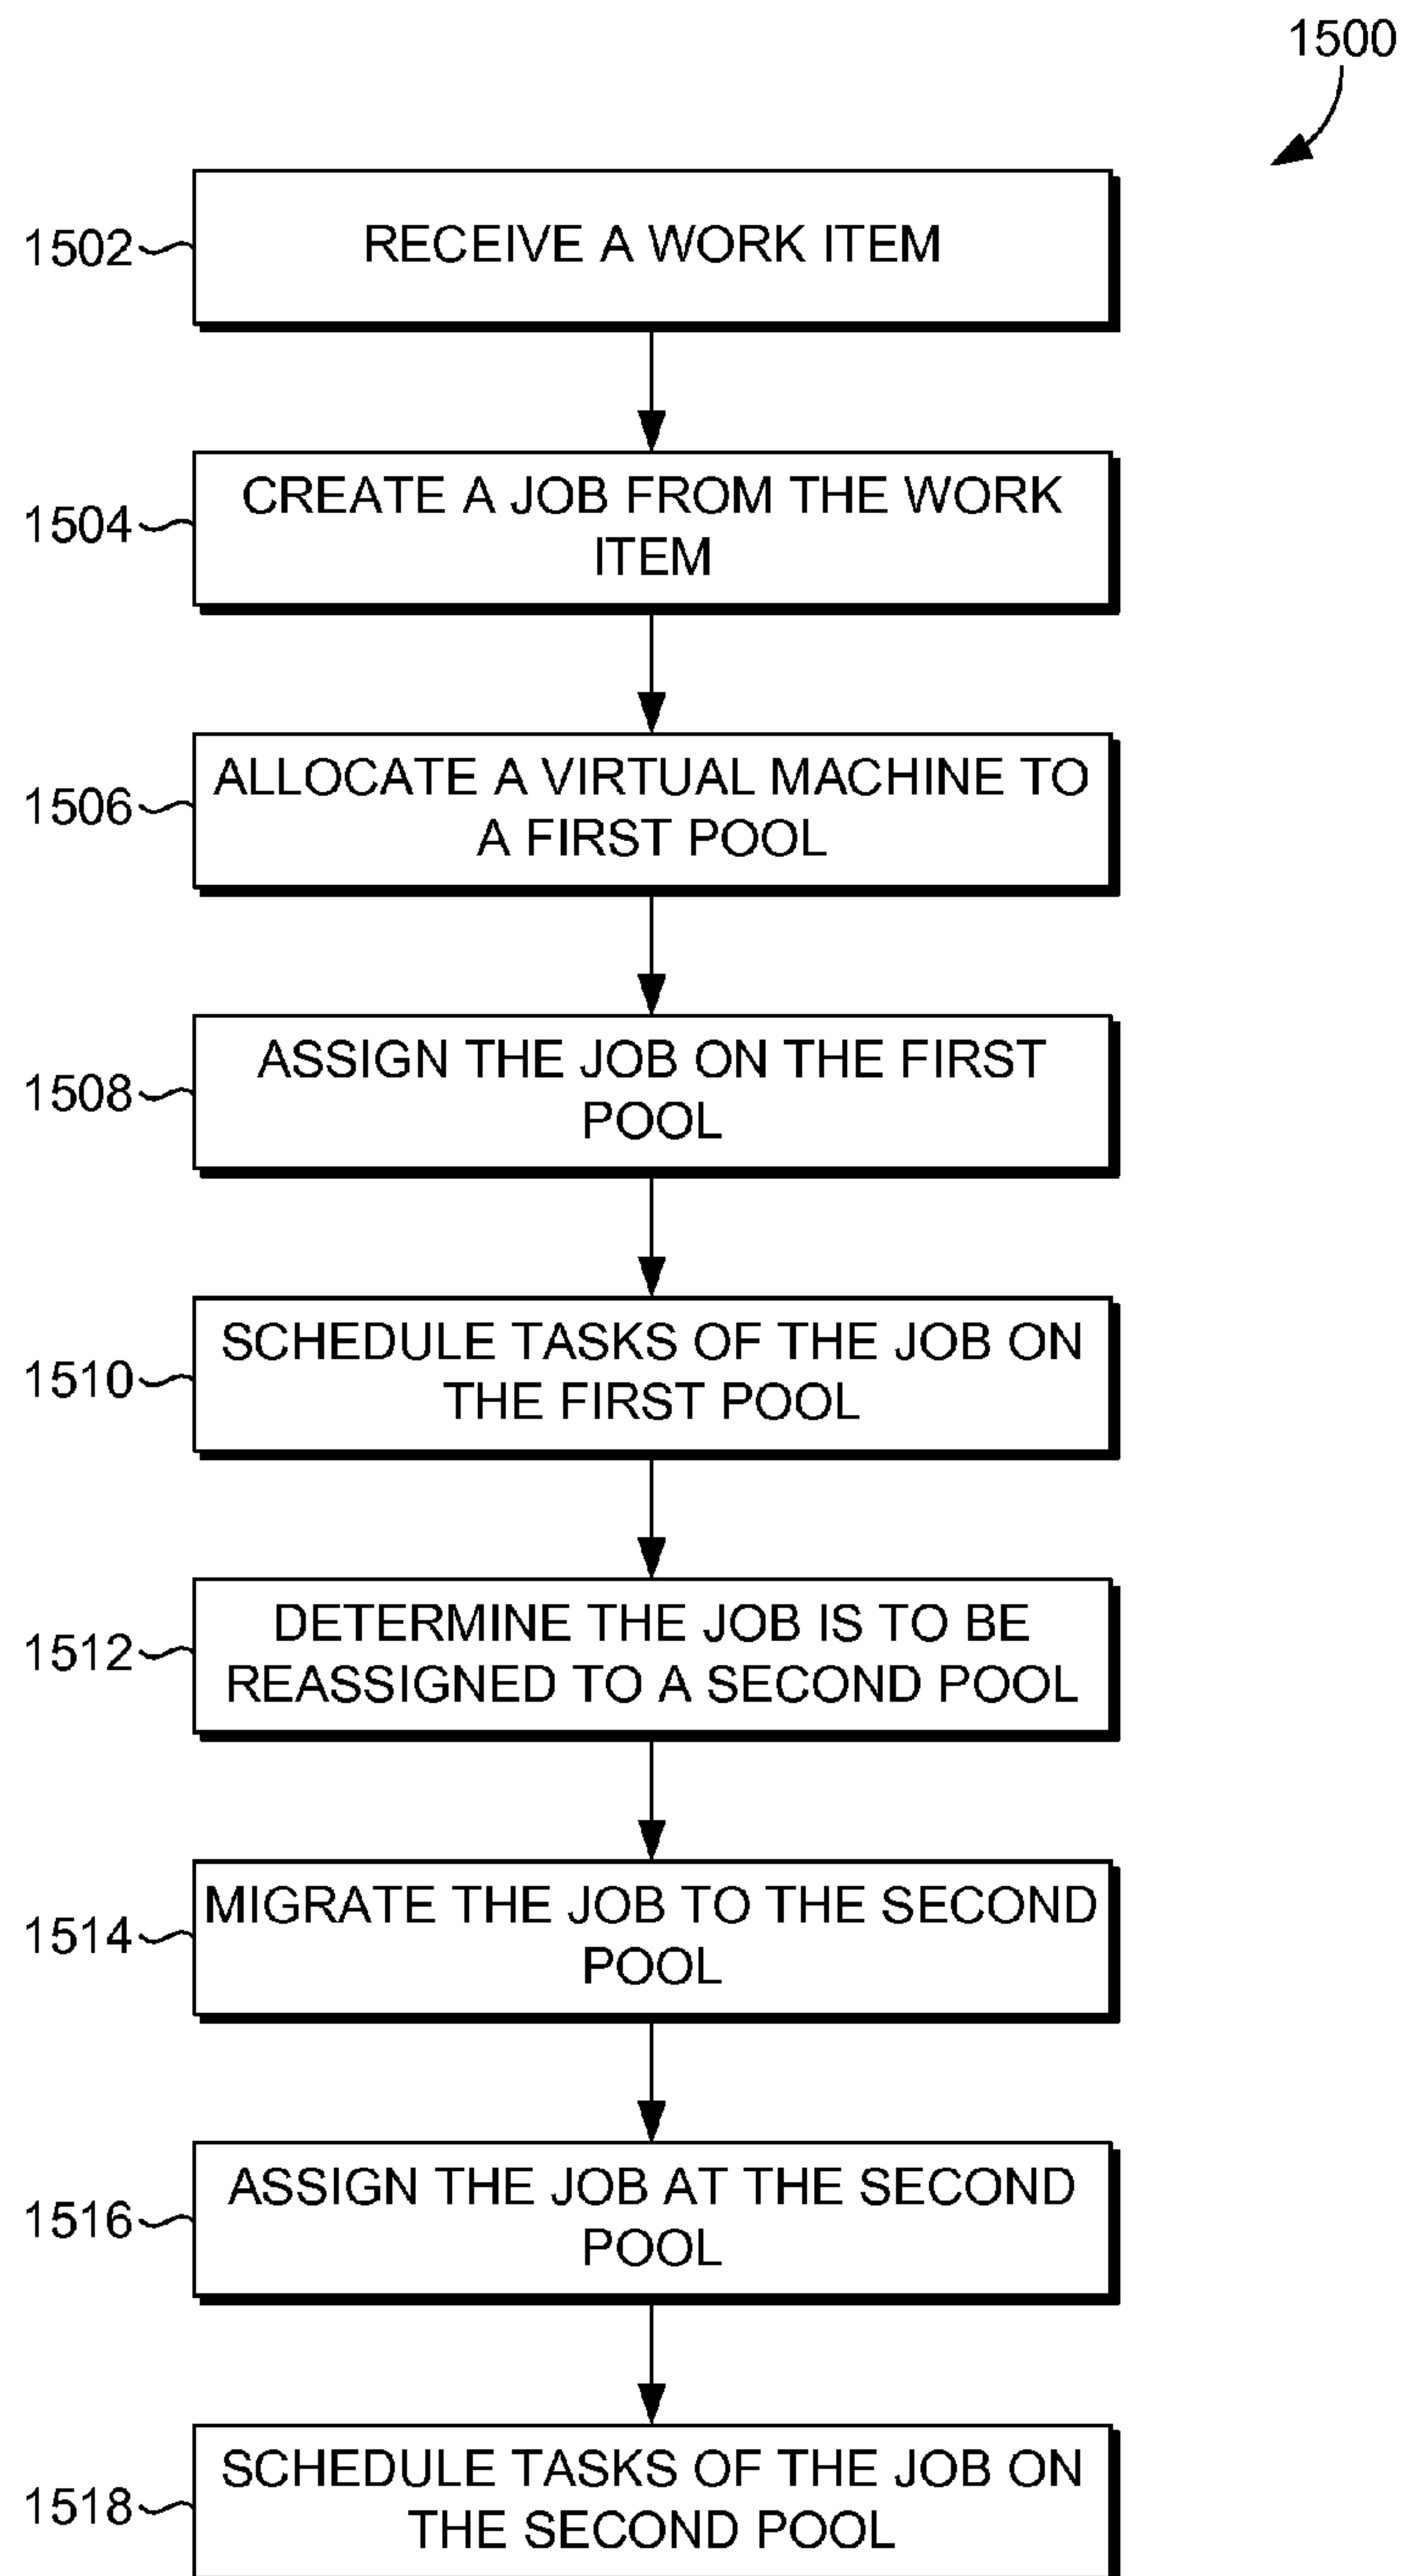 1500
1502
RECEIVE A WORK ITEM
1504
CREATE A JOB FROM THE WORK
ITEM
1506
ALLOCATE A VIRTUAL MACHINE TO
A FIRST POOL
1508
ASSIGN THE JOB ON THE FIRST
POOL
1510
SCHEDULE TASKS OF THE JOB ON
THE FIRST POOL
1512
DETERMINE THE JOB IS TO BE
REASSIGNED TO A SECOND POOL
1514
MIGRATE THE JOB TO THE SECOND
POOL
1516
ASSIGN THE JOB AT THE SECOND
POOL
1518
SCHEDULE TASKS OF THE JOB ON
THE SECOND POOL